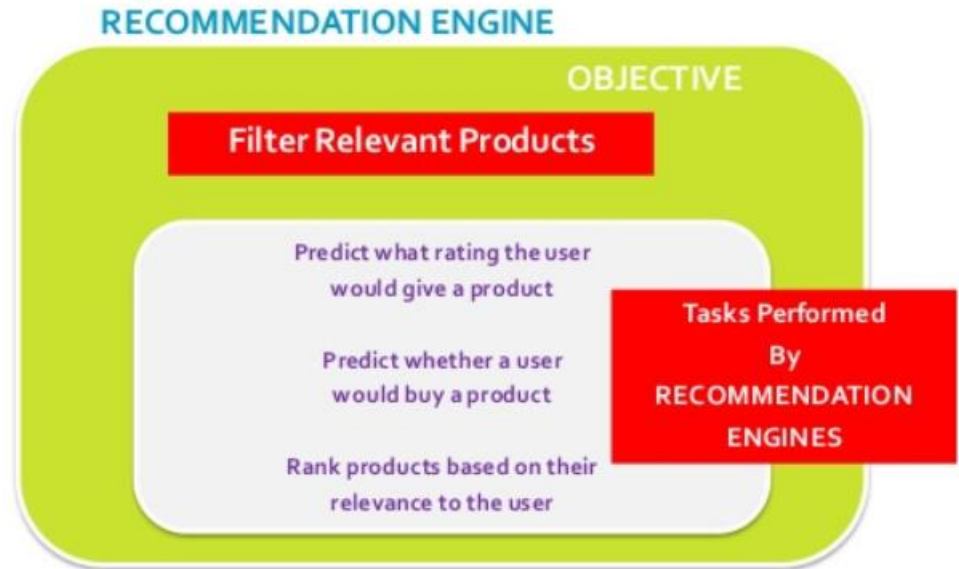 RECOMMENDATION ENGINE
OBJECTIVE
Filter Relevant Products
Predict what rating the user
would give a product
Predict whether a user
would buy a product
Rank products based on their
relevance to the user
Tasks Performed
By
RECOMMENDATION
ENGINES